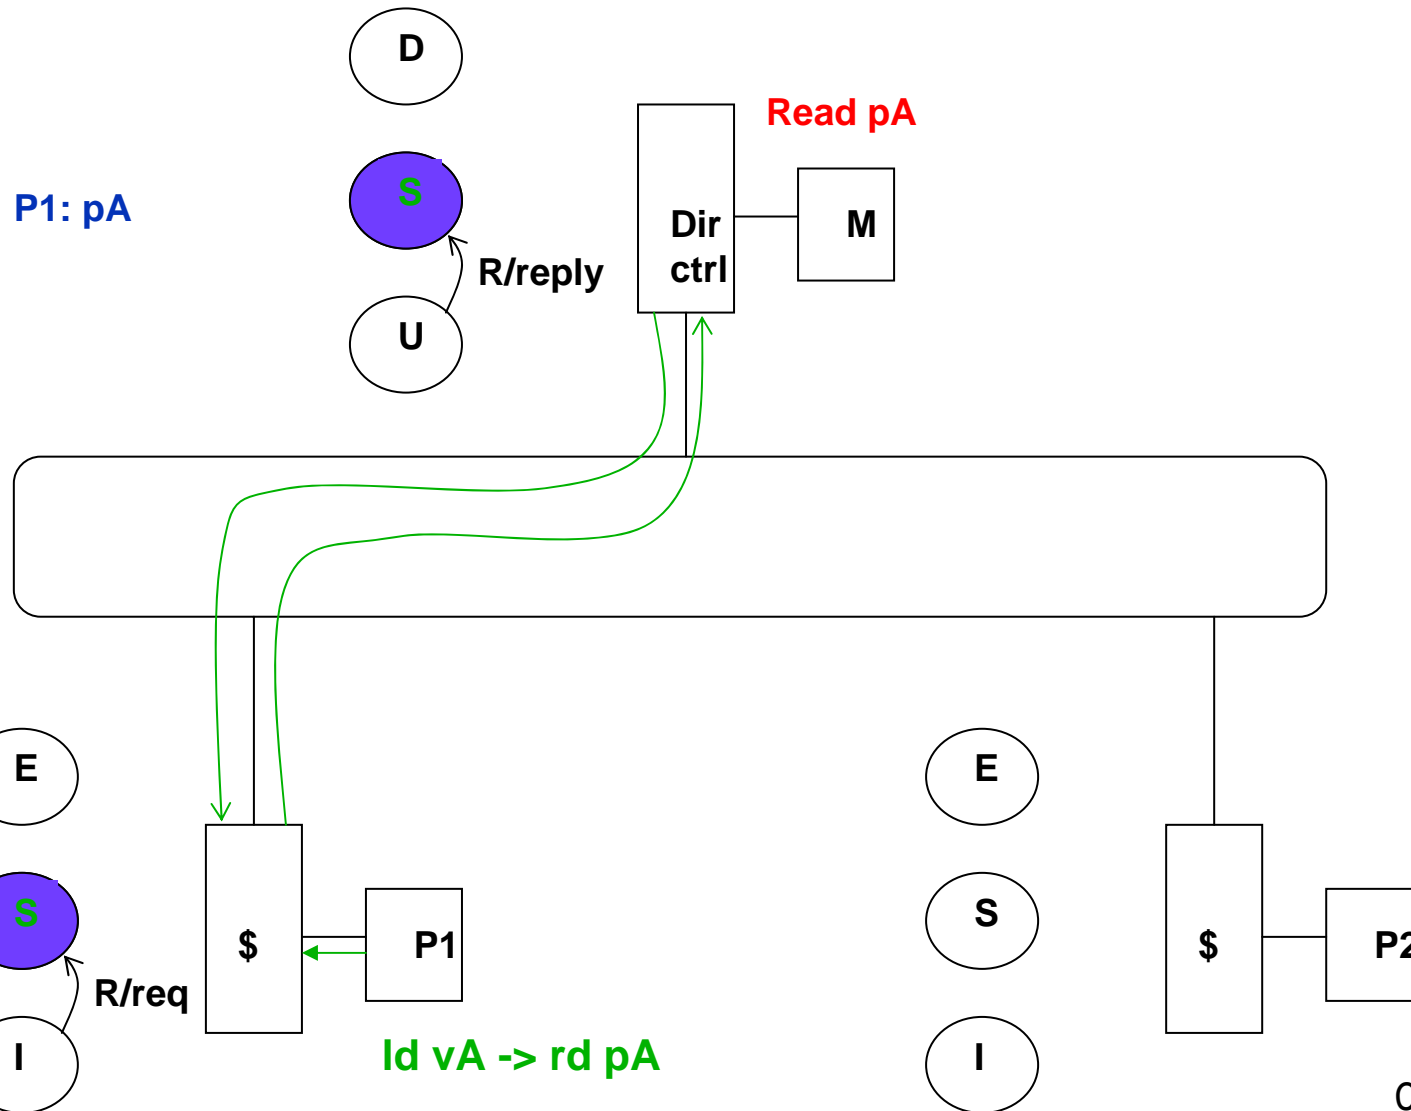 D
Read pA
S
P1: pA
Dir
ctrl
M
R/reply
U
E
E
S
S
$
P1
$
R/req
I
ld vA -> rd pA
I